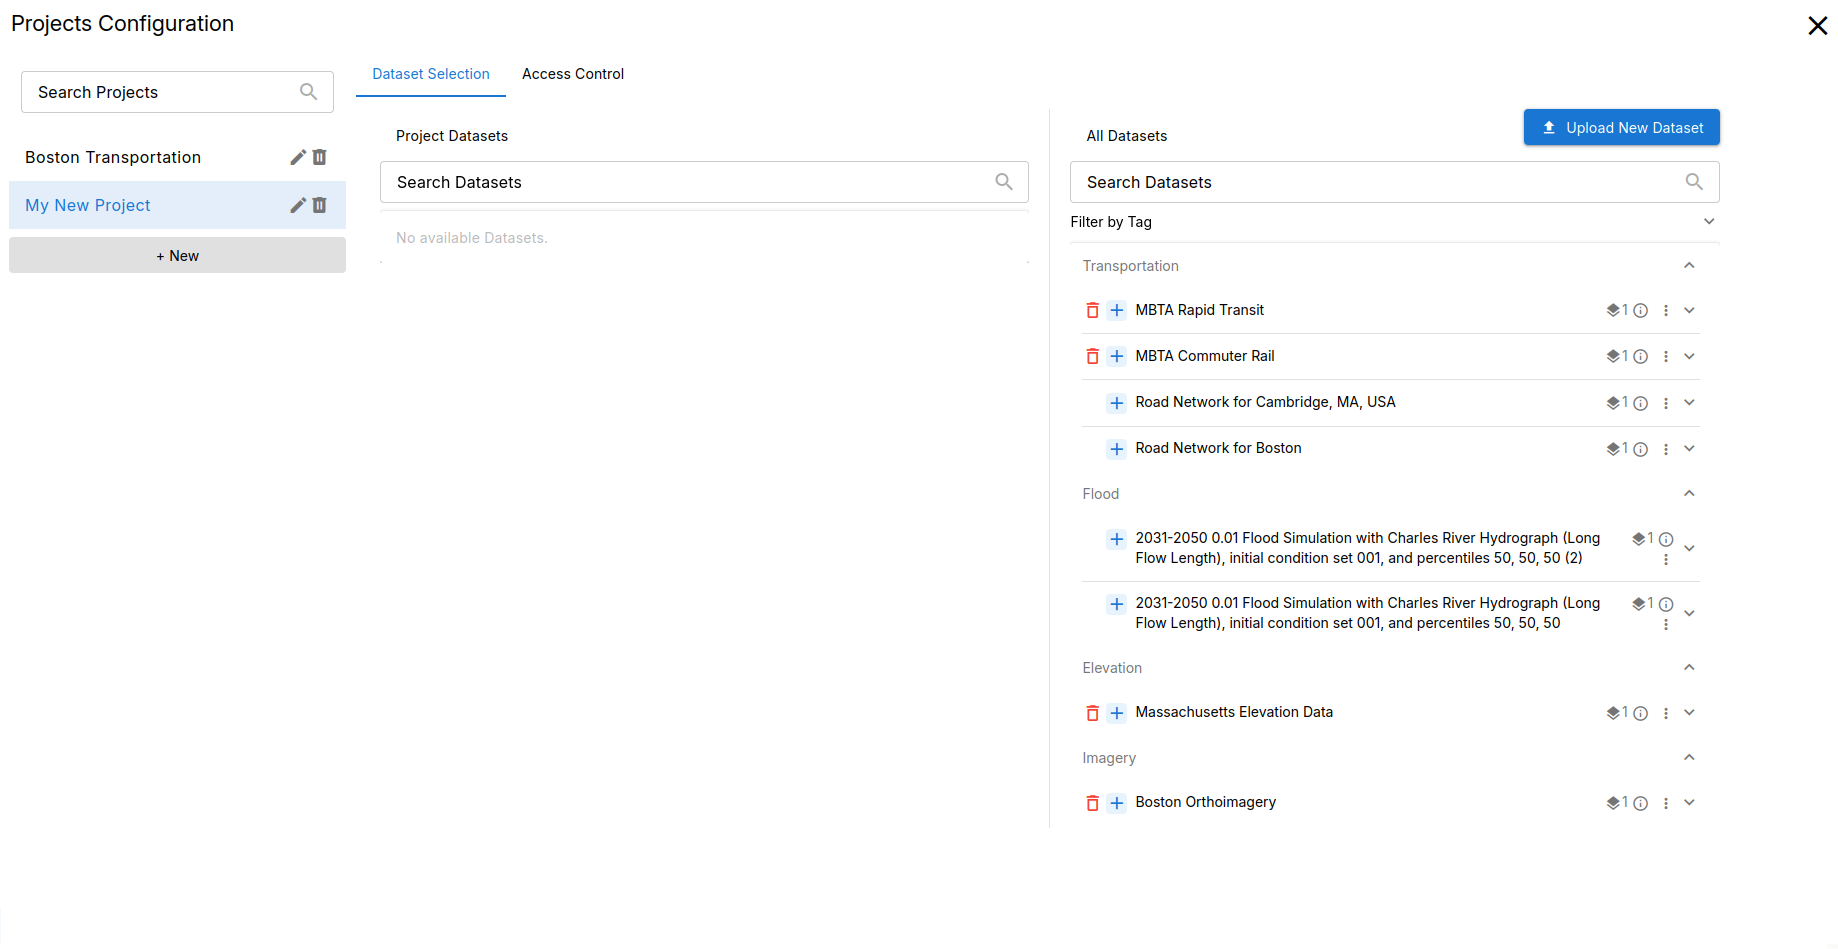 Projects Configuration
Search Projects
Boston Transportation
My New Project
+ New
Dataset Selection
Access Control
Project Datasets
Search Datasets
No available Datasets.
All Datasets
Upload New Dataset
Search Datasets
Filter by Tag
Transportation
MBTA Rapid Transit 1
MBTA Commuter Rail 1
Road Network for Cambridge, MA, USA 1
Road Network for Boston 1
Flood
2031-2050 0.01 Flood Simulation with Charles River Hydrograph (Long 1
Flow Length), initial condition set 001, and percentiles 50, 50, 50 (2)
2031-2050 0.01 Flood Simulation with Charles River Hydrograph (Long 1
Flow Length), initial condition set 001, and percentiles 50, 50, 50
Elevation
Massachusetts Elevation Data 1
Imagery
Boston Orthoimagery 1